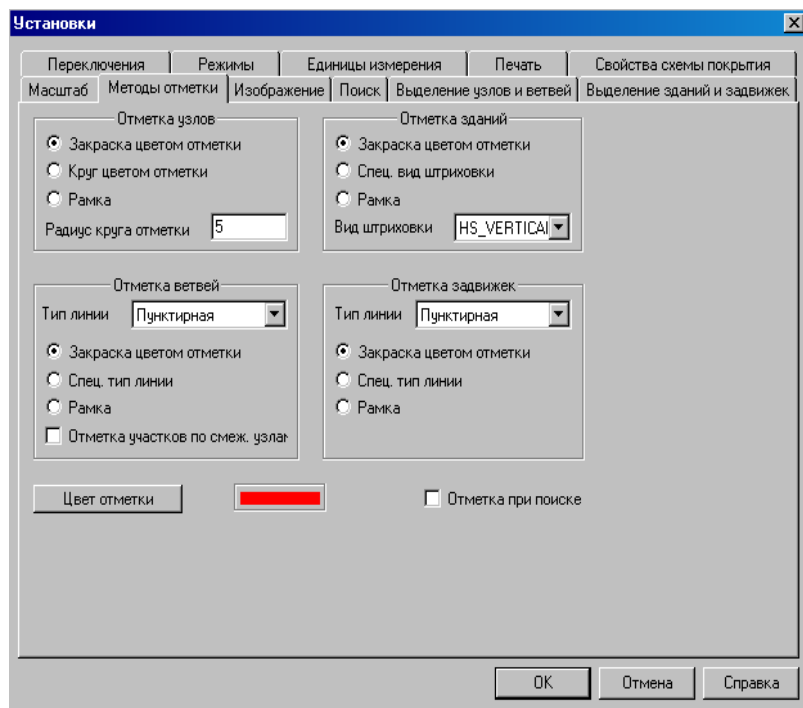 Установки
Переключения Режимы Единицы измерения Печать Свойства схемы покрытия
Масштаб Методы отметки Изображение Поиск Выделение узлов и ветвей Выделение зданий и задвижек
Отметка узлов
Закраска цветом отметки
Круг цветом отметки
Рамка
Радиус круга отметки 5
Отметка зданий
Закраска цветом отметки
Спец. вид штриховки
Рамка
Вид штриховки HS_VERTICAL
Отметка ветвей
Тип линии Пунктирная
Закраска цветом отметки
Спец. тип линии
Рамка
Отметка участков по смеж. узлам
Отметка задвижек
Тип линии Пунктирная
Закраска цветом отметки
Спец. тип линии
Рамка
Цвет отметки Отметка при поиске
OK Отмена Справка